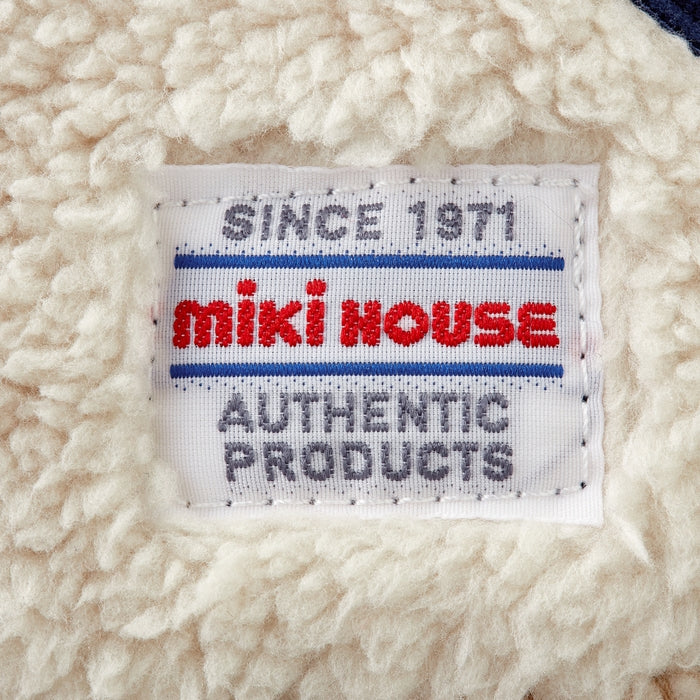 SINCE 1971
miki HOUSE
AUTHENTIC
PRODUCTS